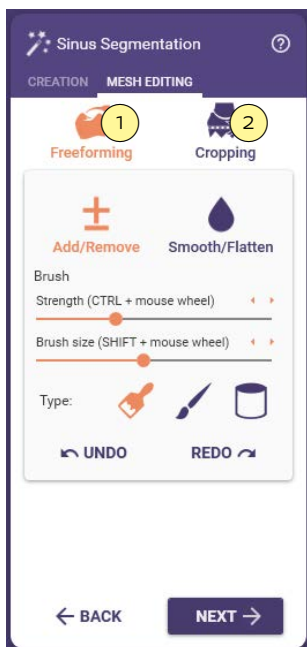 Sinus Segmentation
CREATION MESH EDITING
1 2
Freeforming Cropping
Add/Remove Smooth/Flatten
Brush
Strength (CTRL + mouse wheel)
Brush size (SHIFT + mouse wheel)
Type:
UNDO REDO
BACK NEXT